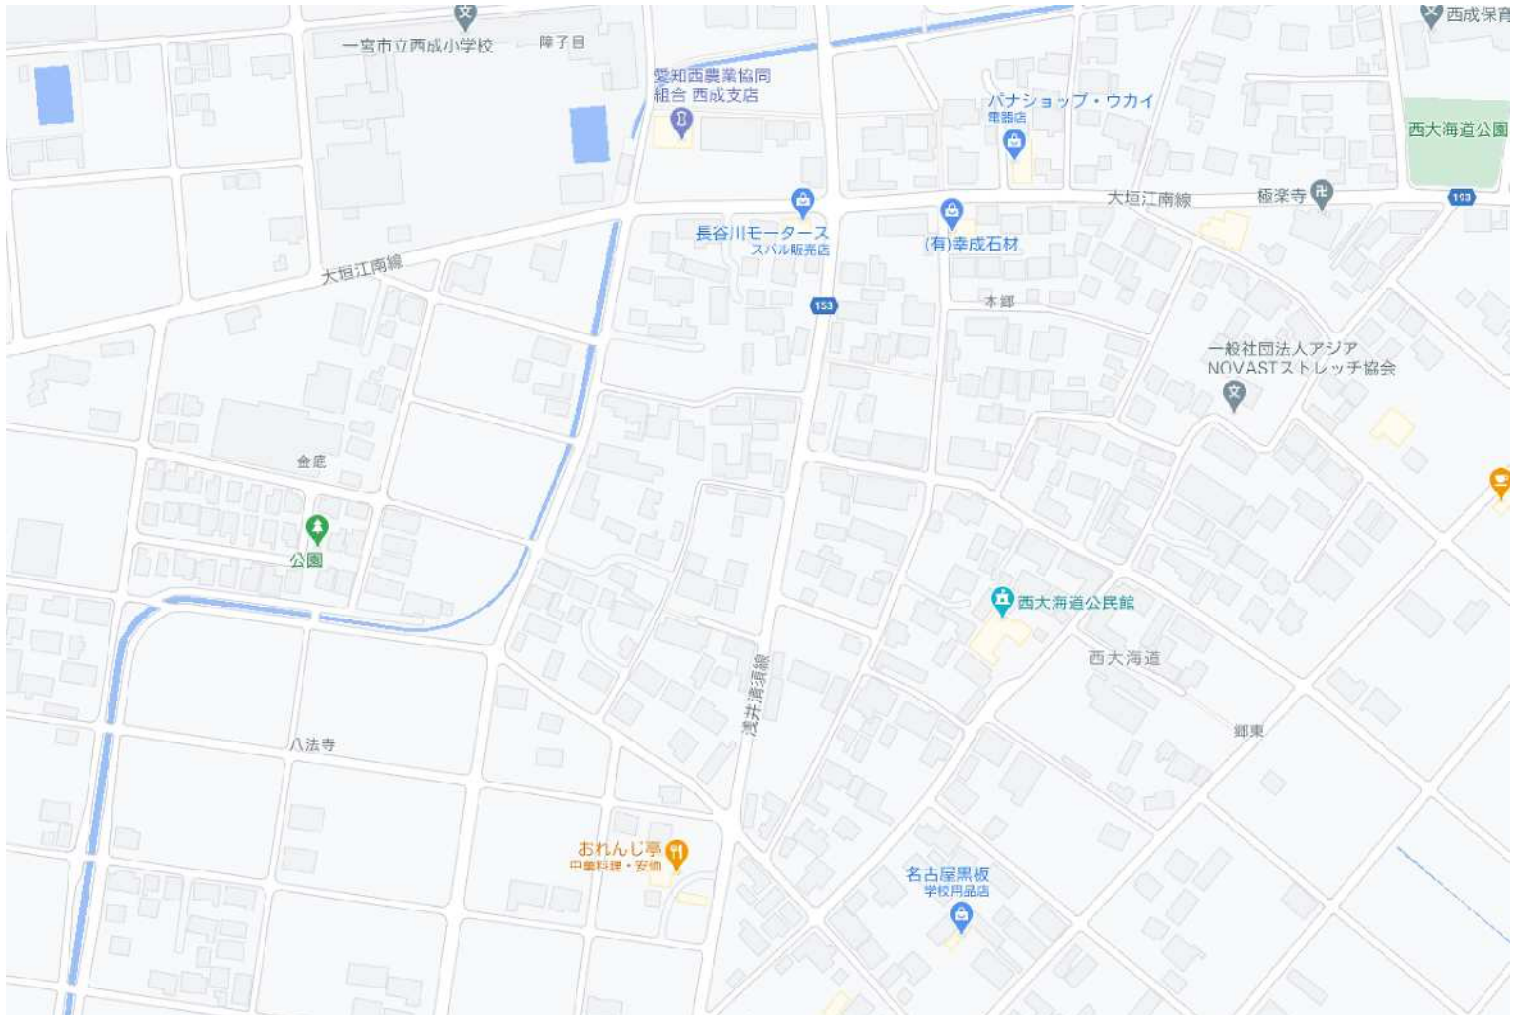 西成保育
一宮市立西成小学校
障子目
愛知西農業協同
組合 西成支店
パナショップ・ウカイ
電器店
西大海道公園
大垣江南線
極楽寺
193
長谷川モータース
スバル販売店
(有)幸成石材
大垣江南線
153
本郷
一般社団法人アジア
NOVASTストレッチ協会
金底
公園
西大海道公民館
西大海道
浅井清須線
郷東
八法寺
おれんじ亭
中華料理・安価
名古屋黒板
学校用品店